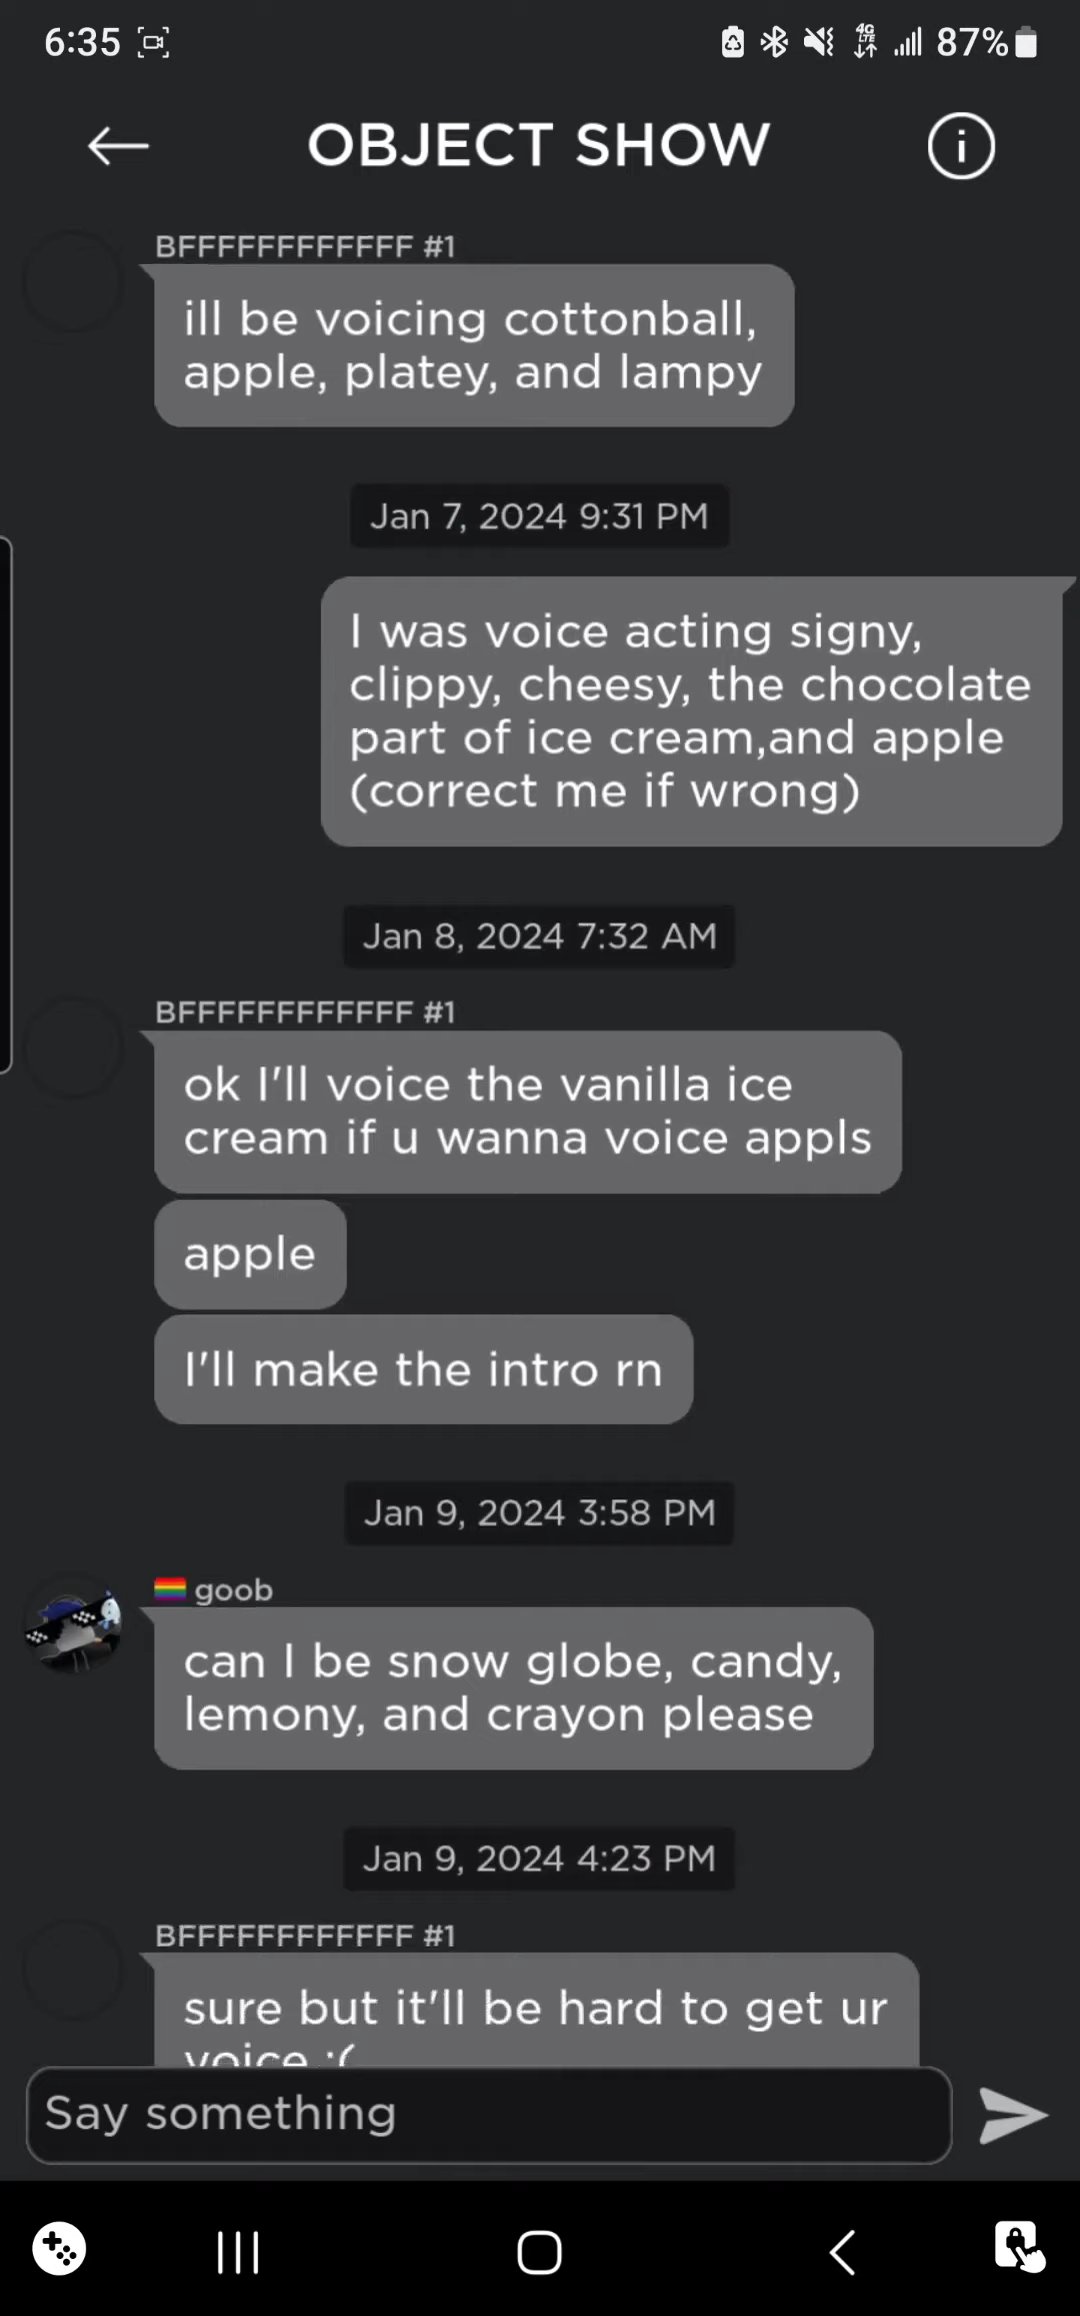 6:35
4G
LTE
87%
OBJECT SHOW
BFFFFFFFFFFFF #1
ill be voicing cottonball,
apple, platey, and lampy
Jan 7, 2024 9:31 PM
I was voice acting signy,
clippy, cheesy, the chocolate
part of ice cream,and apple
(correct me if wrong)
Jan 8, 2024 7:32 AM
BFFFFFFFFFFFF #1
ok I'll voice the vanilla ice
cream if u wanna voice appls
apple
I'll make the intro rn
Jan 9, 2024 3:58 PM
🏳️‍🌈 goob
can I be snow globe, candy,
lemony, and crayon please
Jan 9, 2024 4:23 PM
BFFFFFFFFFFFF #1
sure but it'll be hard to get ur
voice :(
Say something